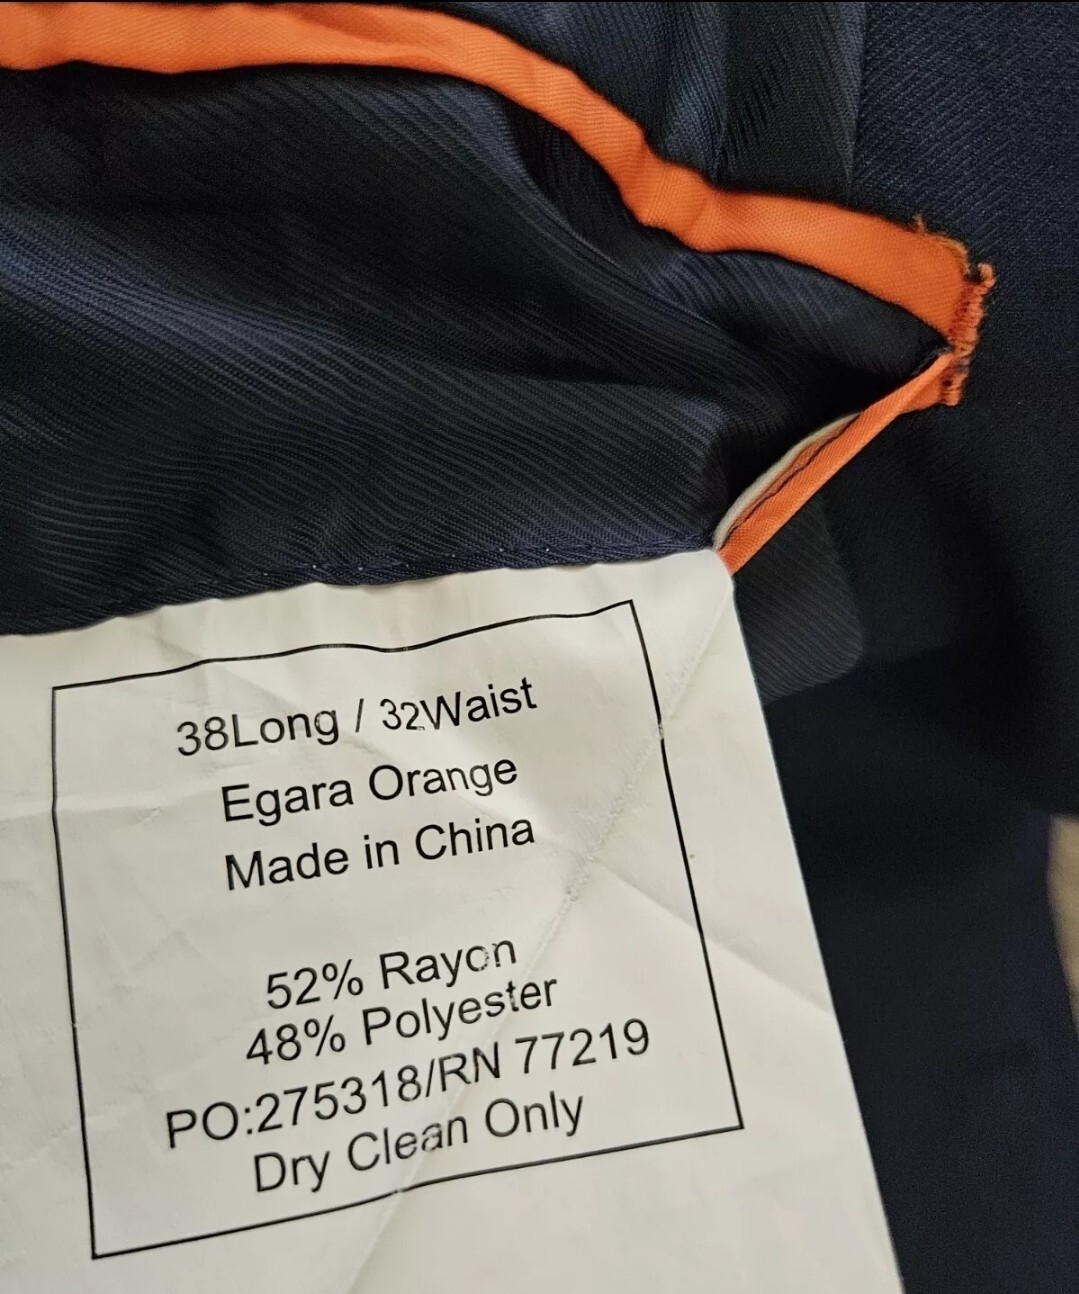 38Long / 32Waist
Egara Orange
Made in China
52% Rayon
48% Polyester
PO:275318/RN 77219
Dry Clean Only